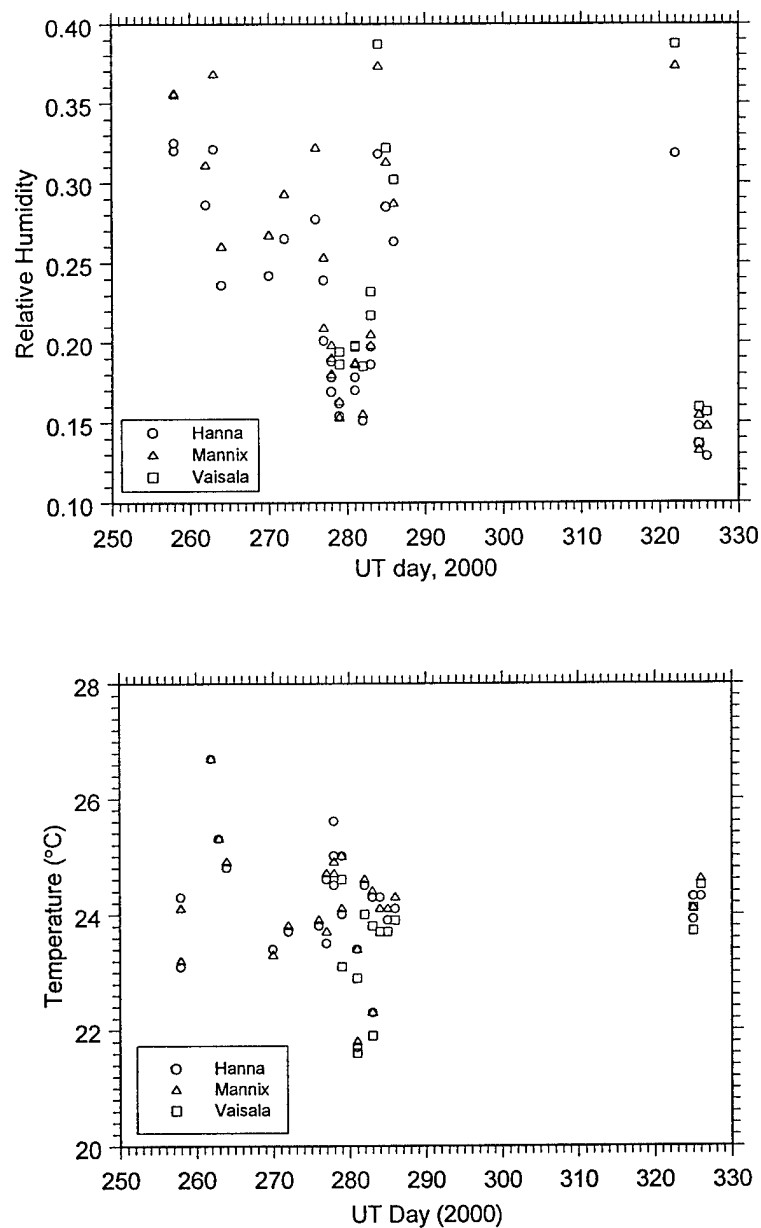 0.40
0.35
0.30
0.25
0.20
0.15
0.10
Relative Humidity
Hanna
Mannix
Vaisala
250 260 270 280 290 300 310 320 330
UT day, 2000
28
26
24
22
20
Temperature (°C)
Hanna
Mannix
Vaisala
250 260 270 280 290 300 310 320 330
UT Day (2000)